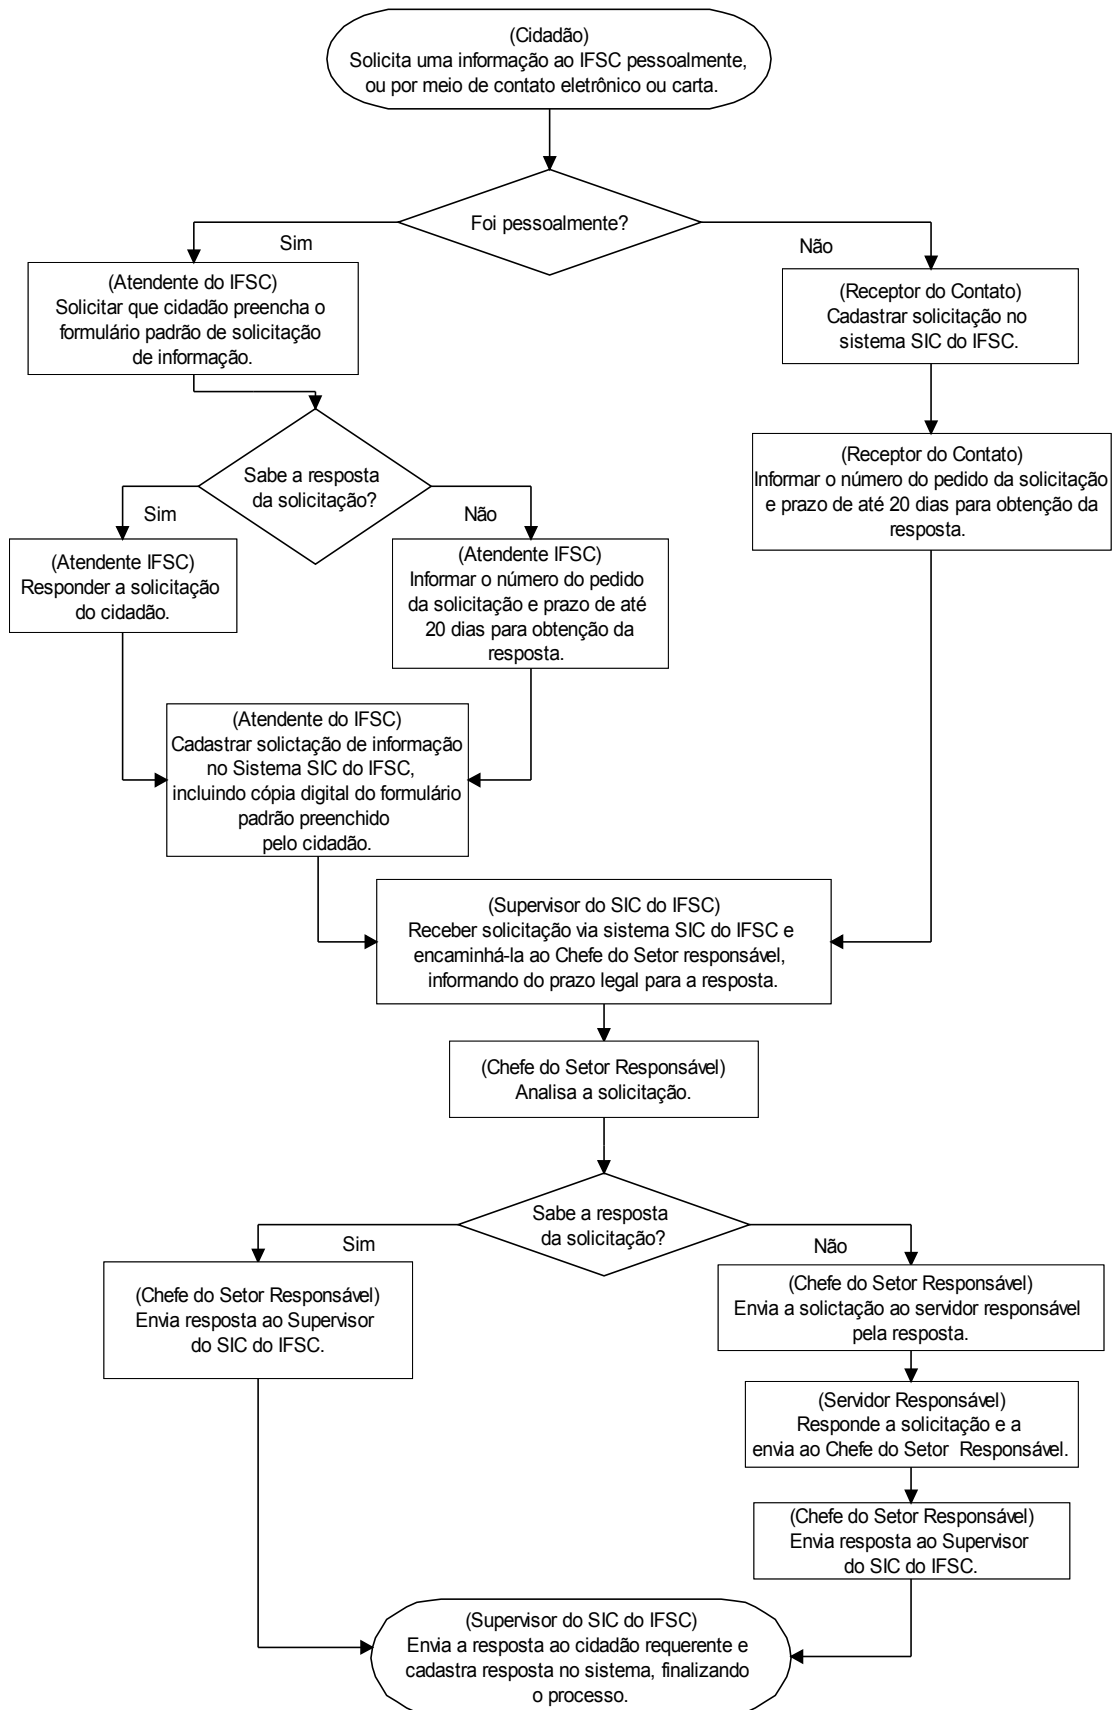 (Cidadão)
Solicita uma informação ao IFSC pessoalmente,
ou por meio de contato eletrônico ou carta.
Foi pessoalmente?
Sim
Não
(Atendente do IFSC)
Solicitar que cidadão preencha o
formulário padrão de solicitação
de informação.
(Receptor do Contato)
Cadastrar solicitação no
sistema SIC do IFSC.
Sabe a resposta
da solicitação?
Sim
Não
(Receptor do Contato)
Informar o número do pedido da solicitação
e prazo de até 20 dias para obtenção da
resposta.
(Atendente IFSC)
Responder a solicitação
do cidadão.
(Atendente IFSC)
Informar o número do pedido
da solicitação e prazo de até
20 dias para obtenção da
resposta.
(Atendente do IFSC)
Cadastrar solictação de informação
no Sistema SIC do IFSC,
incluindo cópia digital do formulário
padrão preenchido
pelo cidadão.
(Supervisor do SIC do IFSC)
Receber solicitação via sistema SIC do IFSC e
encaminhá-la ao Chefe do Setor responsável,
informando do prazo legal para a resposta.
(Chefe do Setor Responsável)
Analisa a solicitação.
Sabe a resposta
da solicitação?
Sim
Não
(Chefe do Setor Responsável)
Envia resposta ao Supervisor
do SIC do IFSC.
(Chefe do Setor Responsável)
Envia a solictação ao servidor responsável
pela resposta.
(Servidor Responsável)
Responde a solicitação e a
envia ao Chefe do Setor Responsável.
(Chefe do Setor Responsável)
Envia resposta ao Supervisor
do SIC do IFSC.
(Supervisor do SIC do IFSC)
Envia a resposta ao cidadão requerente e
cadastra resposta no sistema, finalizando
o processo.